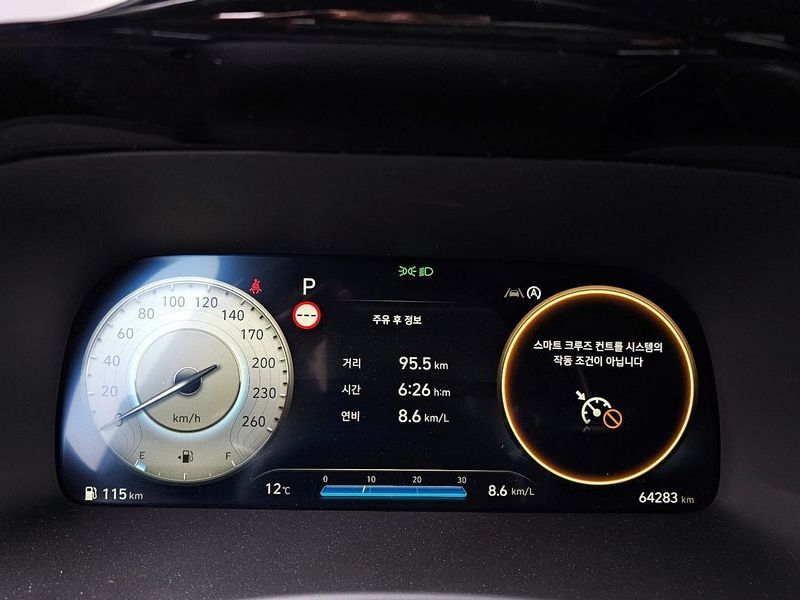 P
주유 후 정보
거리 95.5 km
시간 6:26 h:m
연비 8.6 km/L
0 20 40 60 80 100 120 140 170 200 230 260
km/h
E F
115 km
12℃
0 10 20 30
8.6 km/L
A
스마트 크루즈 컨트롤 시스템의
작동 조건이 아닙니다
64283 km